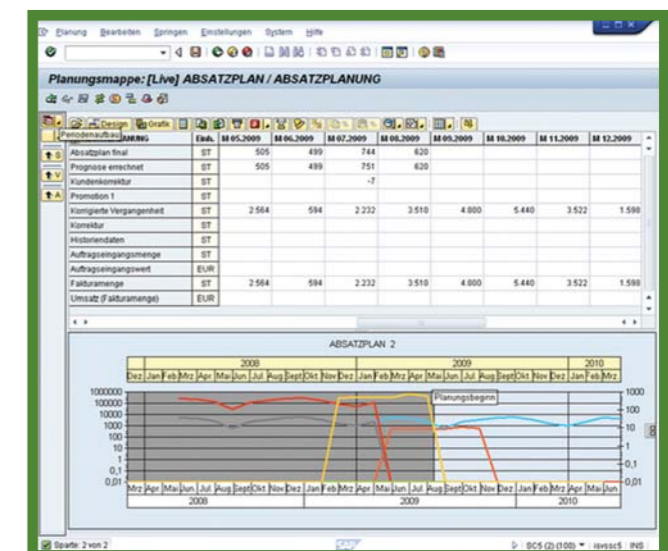 Planung Bearbeiten Springen Einstellungen System Hilfe
Planungsmappe: [Live] ABSATZPLAN / ABSATZPLANUNG
Design Grafik
Periodenaufbau Einh. M 05.2009 M 06.2009 M 07.2009 M 08.2009 M 09.2009 M 10.2009 M 11.2009 M 12.2009
S Absatzplan final ST 505 499 744 620
Prognose errechnet ST 505 499 751 620
V Kundenkorrektur ST -7
A Promotion 1 ST
Korrigierte Vergangenheit ST 2.564 594 2.232 3.510 4.800 5.440 3.522 1.598
Korrektur ST
Historiendaten ST
Auftragseingangsmenge ST
Auftragseingangswert EUR
Fakturamenge ST 2.564 594 2.232 3.510 4.800 5.440 3.522 1.598
Umsatz (Fakturamenge) EUR
ABSATZPLAN 2
2008 2009 2010
Dez Jan Feb Mrz Apr Mai Jun Jul Aug Sept Okt Nov Dez Jan Feb Mrz Apr Mai Jun Jul Aug Sept Okt Nov Dez Jan Feb Mrz
1000000 1000
100000 100
10000
1000 10
100
10 1
1
0,1 0,1
0,01 0,01
Planungsbeginn
Mrz Apr Mai Jun Jul Aug Sept Okt Nov Dez Jan Feb Mrz Apr Mai Jun Jul Aug Sept Okt Nov Dez Jan Feb Mrz Apr Mai Jun
2008 2009 2010
Sparte: 2 von 2 SAP SC5 (2) (100) isvssc5 INS